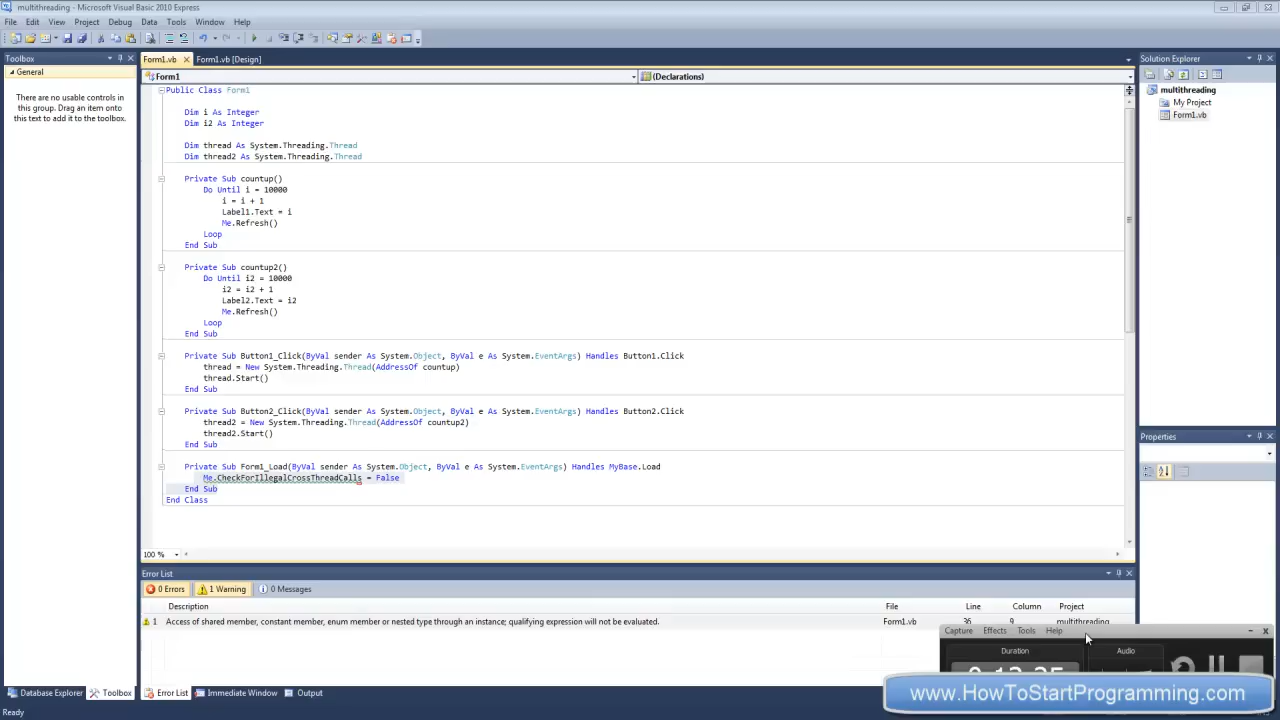 multithreading - Microsoft Visual Basic 2010 Express
File Edit View Project Debug Data Tools Window Help
Toolbox
General
There are no usable controls in
this group. Drag an item onto
this text to add it to the toolbox.
Form1.vb Form1.vb [Design]
Form1 (Declarations)
Public Class Form1
Dim i As Integer
Dim i2 As Integer
Dim thread As System.Threading.Thread
Dim thread2 As System.Threading.Thread
Private Sub countup()
Do Until i = 10000
i = i + 1
Label1.Text = i
Me.Refresh()
Loop
End Sub
Private Sub countup2()
Do Until i2 = 10000
i2 = i2 + 1
Label2.Text = i2
Me.Refresh()
Loop
End Sub
Private Sub Button1_Click(ByVal sender As System.Object, ByVal e As System.EventArgs) Handles Button1.Click
thread = New System.Threading.Thread(AddressOf countup)
thread.Start()
End Sub
Private Sub Button2_Click(ByVal sender As System.Object, ByVal e As System.EventArgs) Handles Button2.Click
thread2 = New System.Threading.Thread(AddressOf countup2)
thread2.Start()
End Sub
Private Sub Form1_Load(ByVal sender As System.Object, ByVal e As System.EventArgs) Handles MyBase.Load
Me.CheckForIllegalCrossThreadCalls = False
End Sub
End Class
100 %
Solution Explorer
multithreading
My Project
Form1.vb
Properties
Error List
0 Errors 1 Warning 0 Messages
Description File Line Column Project
1 Access of shared member, constant member, enum member or nested type through an instance; qualifying expression will not be evaluated. Form1.vb 36 9 multithreading
Capture Effects Tools Help
Duration Audio
Database Explorer Toolbox Error List Immediate Window Output
www.HowToStartProgramming.com
Ready